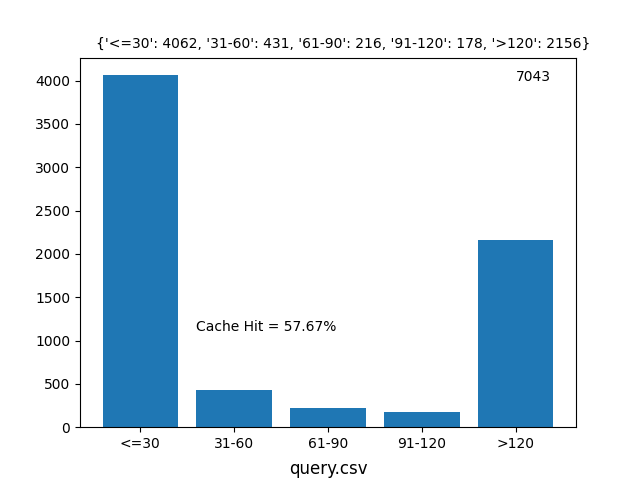 {'<=30': 4062, '31-60': 431, '61-90': 216, '91-120': 178, '>120': 2156}
7043
4000
3500
3000
2500
2000
1500
Cache Hit = 57.67%
1000
500
0
<=30 31-60 61-90 91-120 >120
query.csv